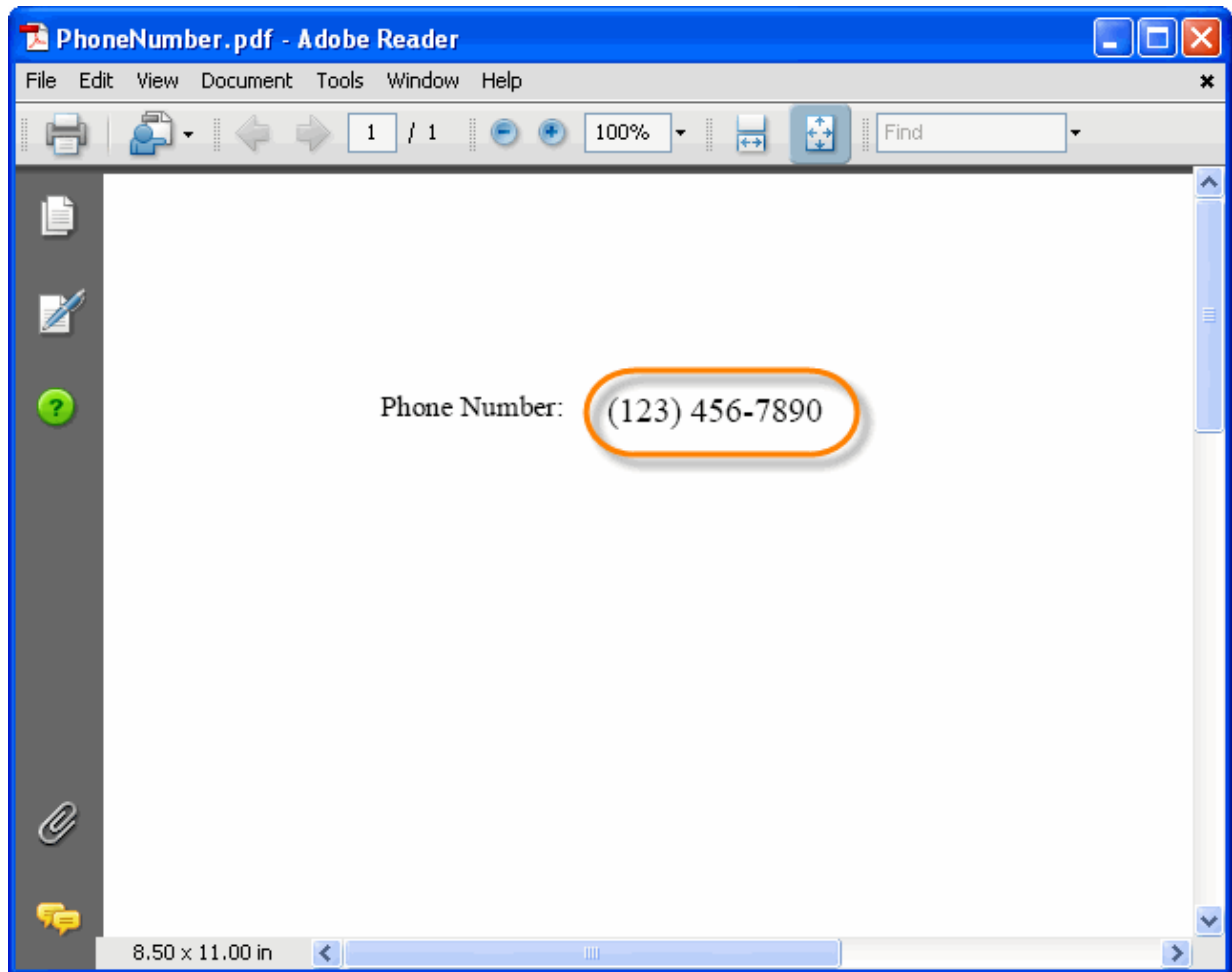 PhoneNumber.pdf - Adobe Reader
File Edit View Document Tools Window Help
1 / 1 100% Find
?
Phone Number: (123) 456-7890
8.50 x 11.00 in